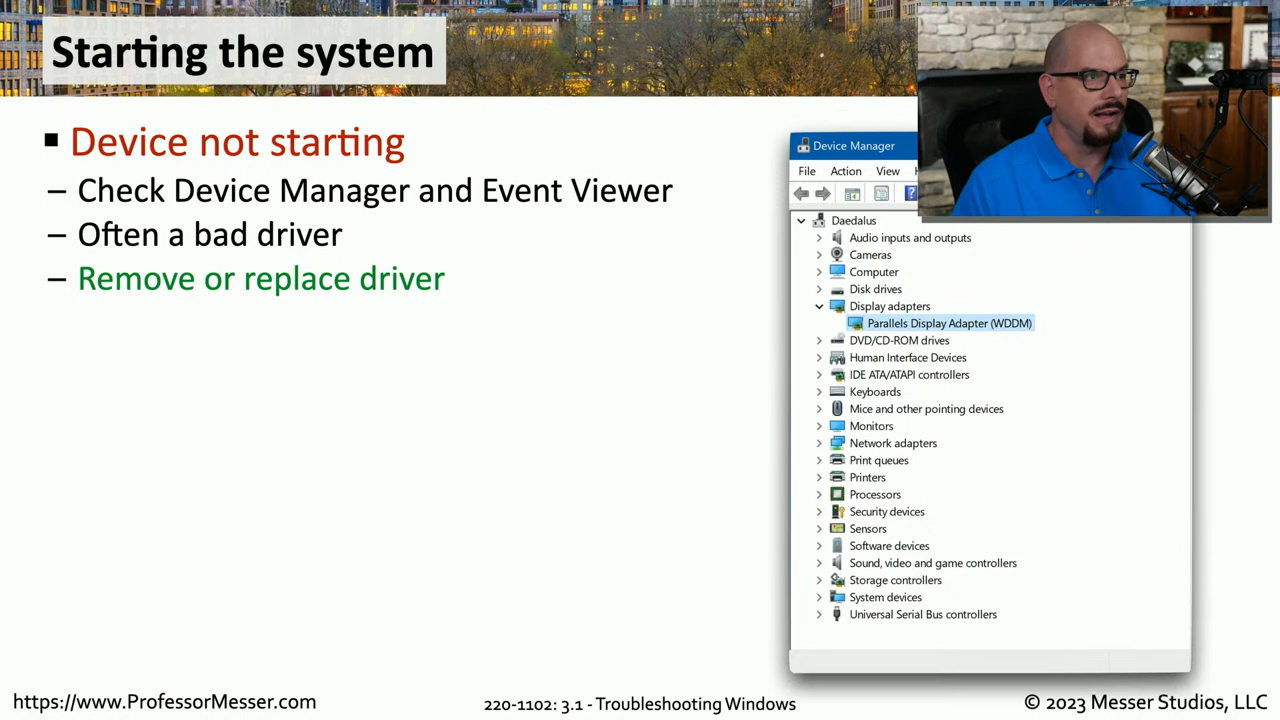 Starting the system
▪ Device not starting
– Check Device Manager and Event Viewer
– Often a bad driver
– Remove or replace driver
Device Manager
File Action View
Daedalus
Audio inputs and outputs
Cameras
Computer
Disk drives
Display adapters
Parallels Display Adapter (WDDM)
DVD/CD-ROM drives
Human Interface Devices
IDE ATA/ATAPI controllers
Keyboards
Mice and other pointing devices
Monitors
Network adapters
Print queues
Printers
Processors
Security devices
Sensors
Software devices
Sound, video and game controllers
Storage controllers
System devices
Universal Serial Bus controllers
https://www.ProfessorMesser.com
220-1102: 3.1 - Troubleshooting Windows
© 2023 Messer Studios, LLC